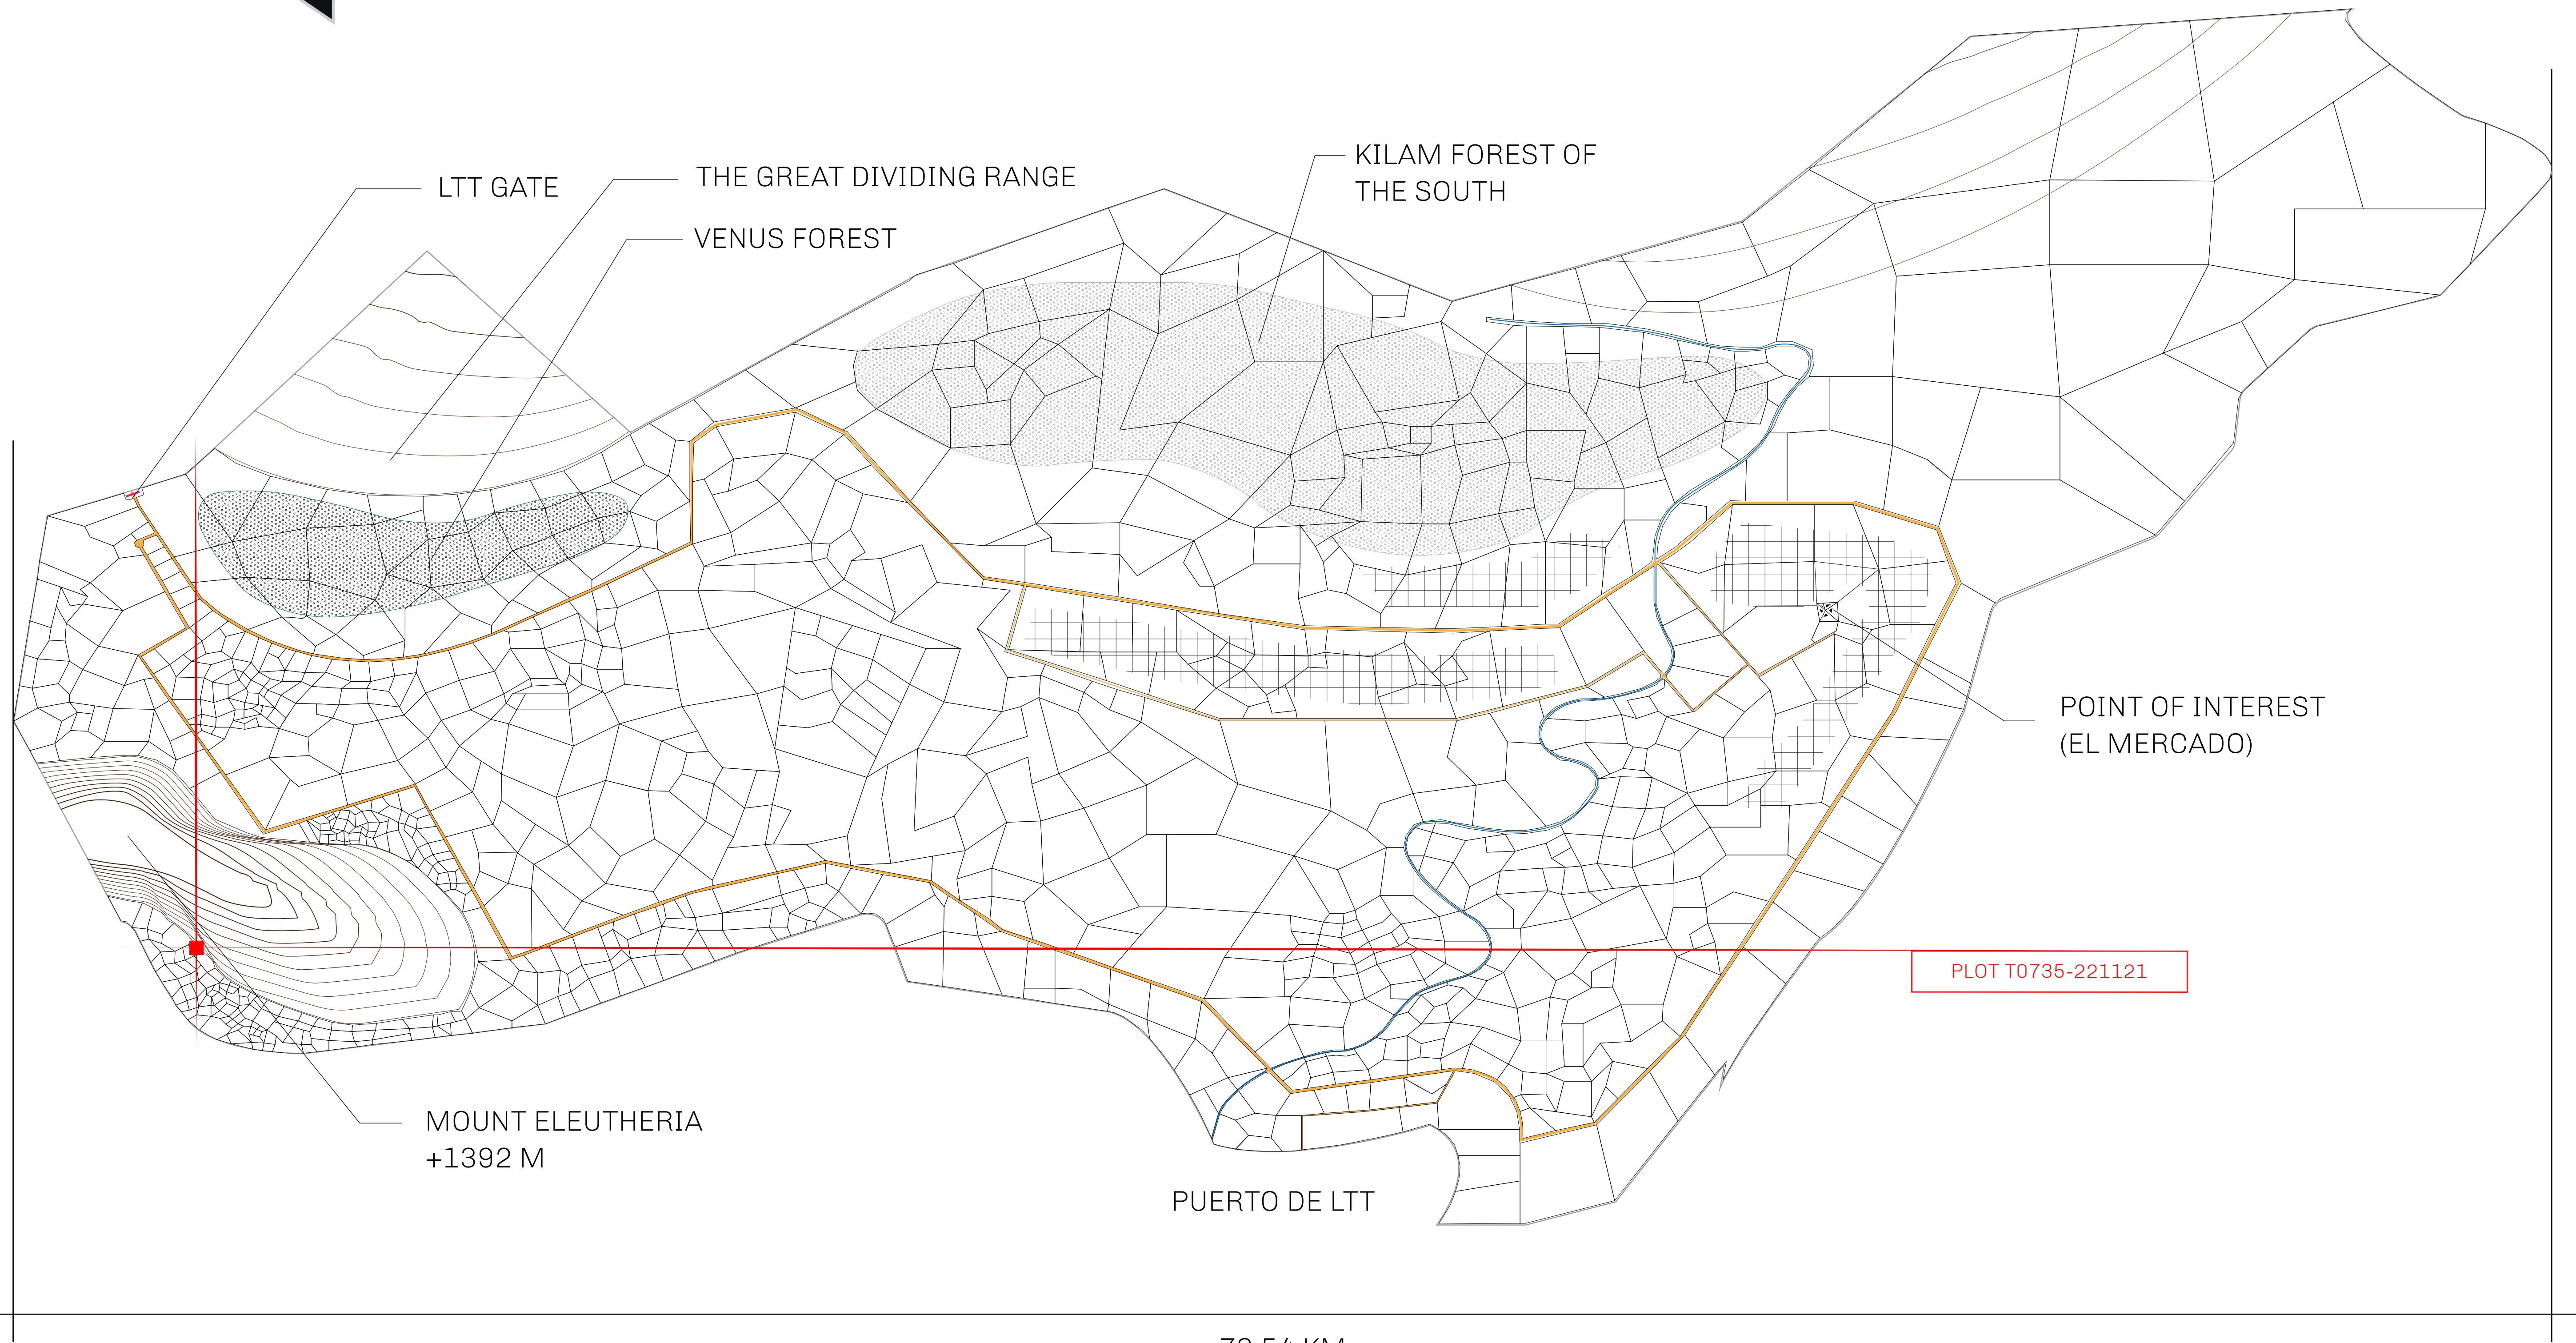 LTT GATE
THE GREAT DIVIDING RANGE
VENUS FOREST
KILAM FOREST OF
THE SOUTH
POINT OF INTEREST
(EL MERCADO)
PLOT T0735-221121
MOUNT ELEUTHERIA
+1392 M
PUERTO DE LTT
KM